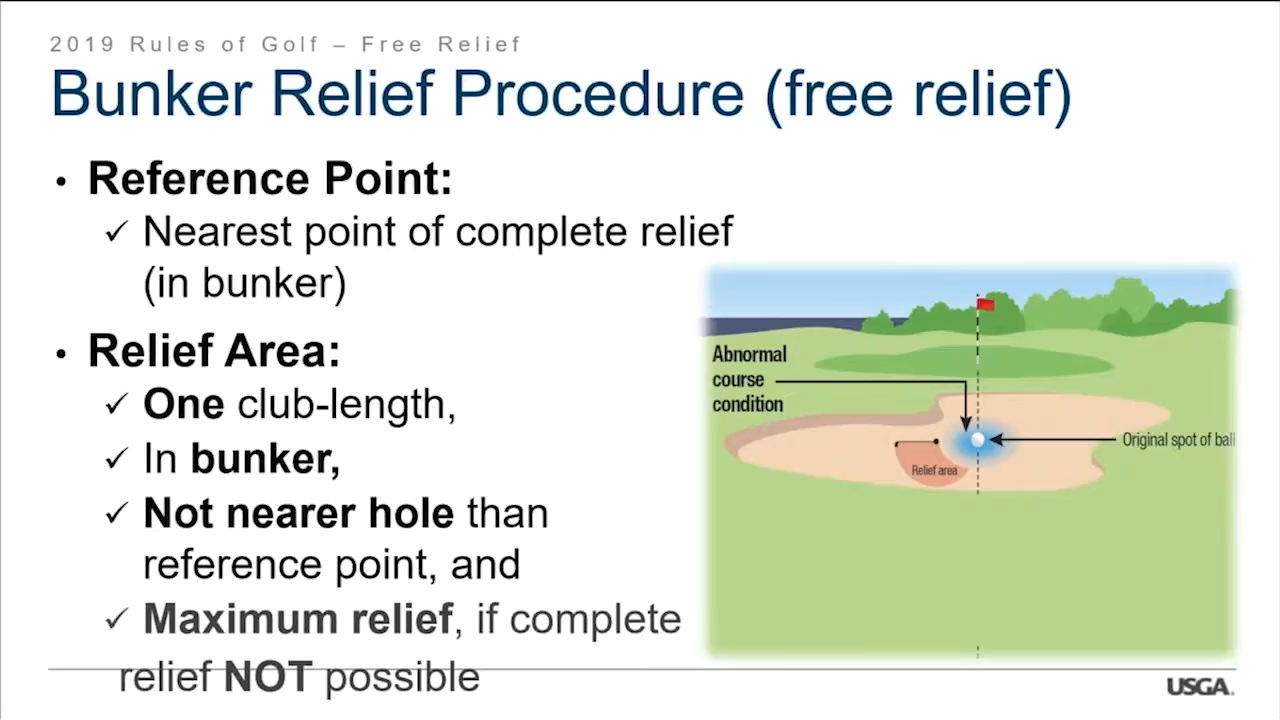 2019 Rules of Golf – Free Relief
Bunker Relief Procedure (free relief)
• Reference Point:
✓ Nearest point of complete relief
(in bunker)
• Relief Area:
✓ One club-length,
✓ In bunker,
✓ Not nearer hole than
reference point, and
✓ Maximum relief, if complete
relief NOT possible
Abnormal
course
condition
Original spot of ball
Relief area
USGA.